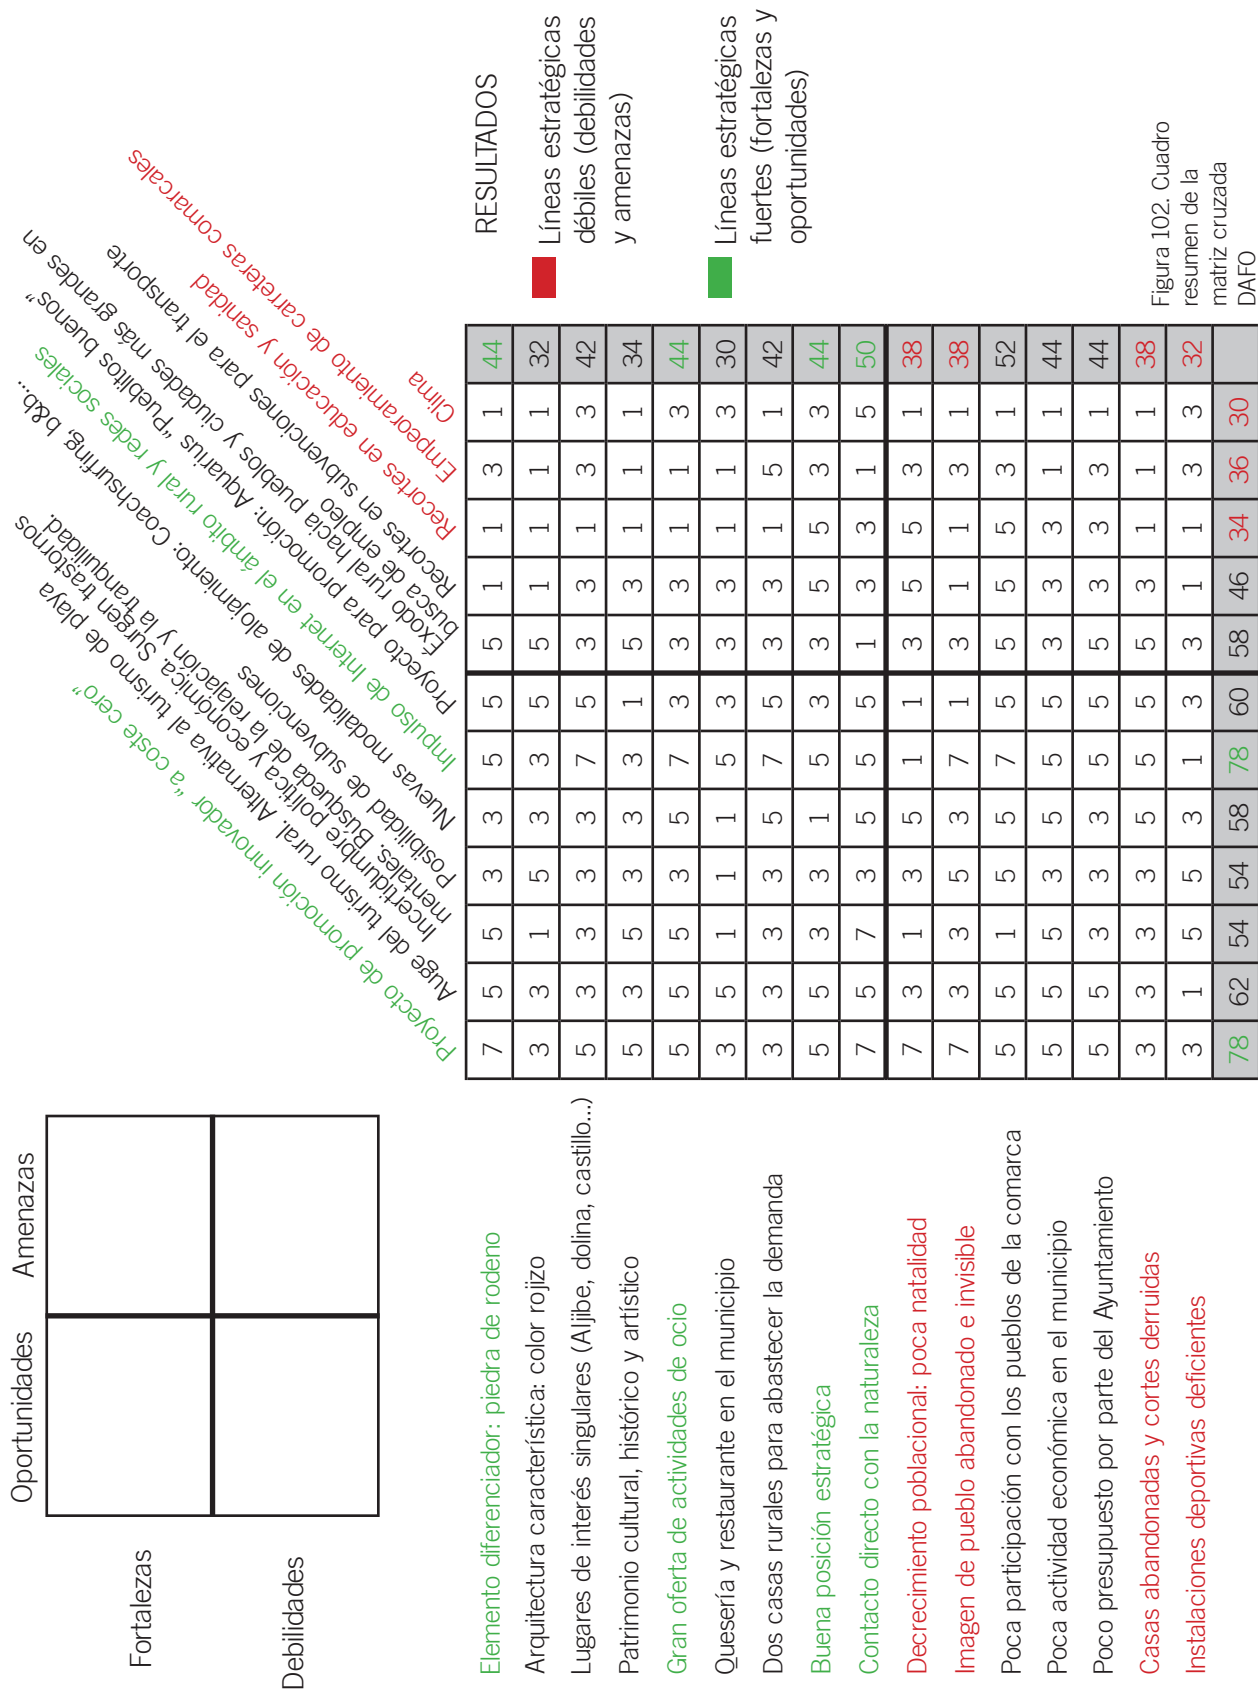 Oportunidades Amenazas
Fortalezas
Debilidades
Proyecto de promoción innovador “a coste cero”
Auge del turismo rural. Alternativa al turismo de playa
Incertidumbre política y económica. Surgen trastornos
mentales. Búsqueda de la relajación y la tranquilidad.
Posibilidad de subvenciones
Nuevas modalidades de alojamiento: Coachsurfing, b&b...
Impulso de Internet en el ámbito rural y redes sociales
Proyecto para promoción: Aquarius “Pueblitos buenos”
Éxodo rural hacia pueblos y ciudades más grandes en
busca de empleo
Recortes en subvenciones para el transporte
Recortes en educación y sanidad
Empeoramiento de carreteras comarcales
Clima
Elemento diferenciador: piedra de rodeno 7 5 5 3 3 5 5 5 1 1 3 1 44
Arquitectura característica: color rojizo 3 3 1 5 3 3 5 5 1 1 1 1 32
Lugares de interés singulares (Aljibe, dolina, castillo...) 5 3 3 3 3 7 5 3 3 1 3 3 42
Patrimonio cultural, histórico y artístico 5 3 5 3 3 3 1 5 3 1 1 1 34
Gran oferta de actividades de ocio 5 5 5 3 5 7 3 3 3 1 1 3 44
Quesería y restaurante en el municipio 3 5 1 1 1 5 3 3 3 1 1 3 30
Dos casas rurales para abastecer la demanda 3 3 3 3 5 7 5 3 3 1 5 1 42
Buena posición estratégica 5 5 3 3 1 5 3 3 5 5 3 3 44
Contacto directo con la naturaleza 7 5 7 3 5 5 5 1 3 3 1 5 50
Decrecimiento poblacional: poca natalidad 7 3 1 3 5 1 1 3 5 5 3 1 38
Imagen de pueblo abandonado e invisible 7 3 3 5 3 7 1 3 1 1 3 1 38
Poca participación con los pueblos de la comarca 5 5 1 5 5 7 5 5 5 5 3 1 52
Poca actividad económica en el municipio 5 5 5 3 5 5 5 3 3 3 1 1 44
Poco presupuesto por parte del Ayuntamiento 5 5 3 3 3 5 5 5 3 3 3 1 44
Casas abandonadas y cortes derruidas 3 3 3 3 5 5 5 5 3 1 1 1 38
Instalaciones deportivas deficientes 3 1 5 5 3 1 3 3 1 1 3 3 32
78 62 54 54 58 78 60 58 46 34 36 30
RESULTADOS
Líneas estratégicas
débiles (debilidades
y amenazas)
Líneas estratégicas
fuertes (fortalezas y
oportunidades)
Figura 102. Cuadro
resumen de la
matriz cruzada
DAFO